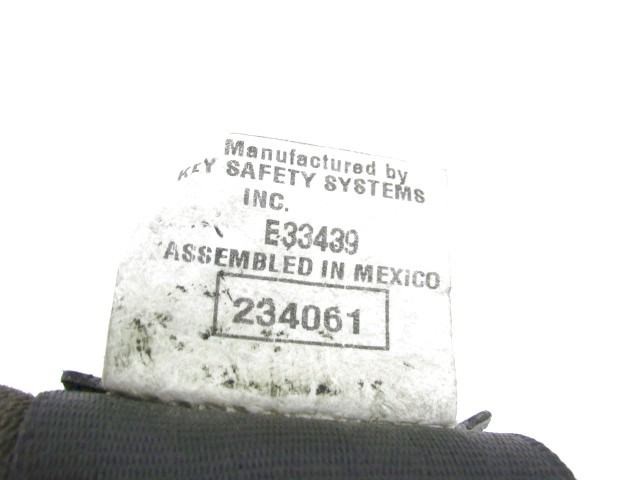 Manufactured by
KEY SAFETY SYSTEMS
INC.
E33439
ASSEMBLED IN MEXICO
234061